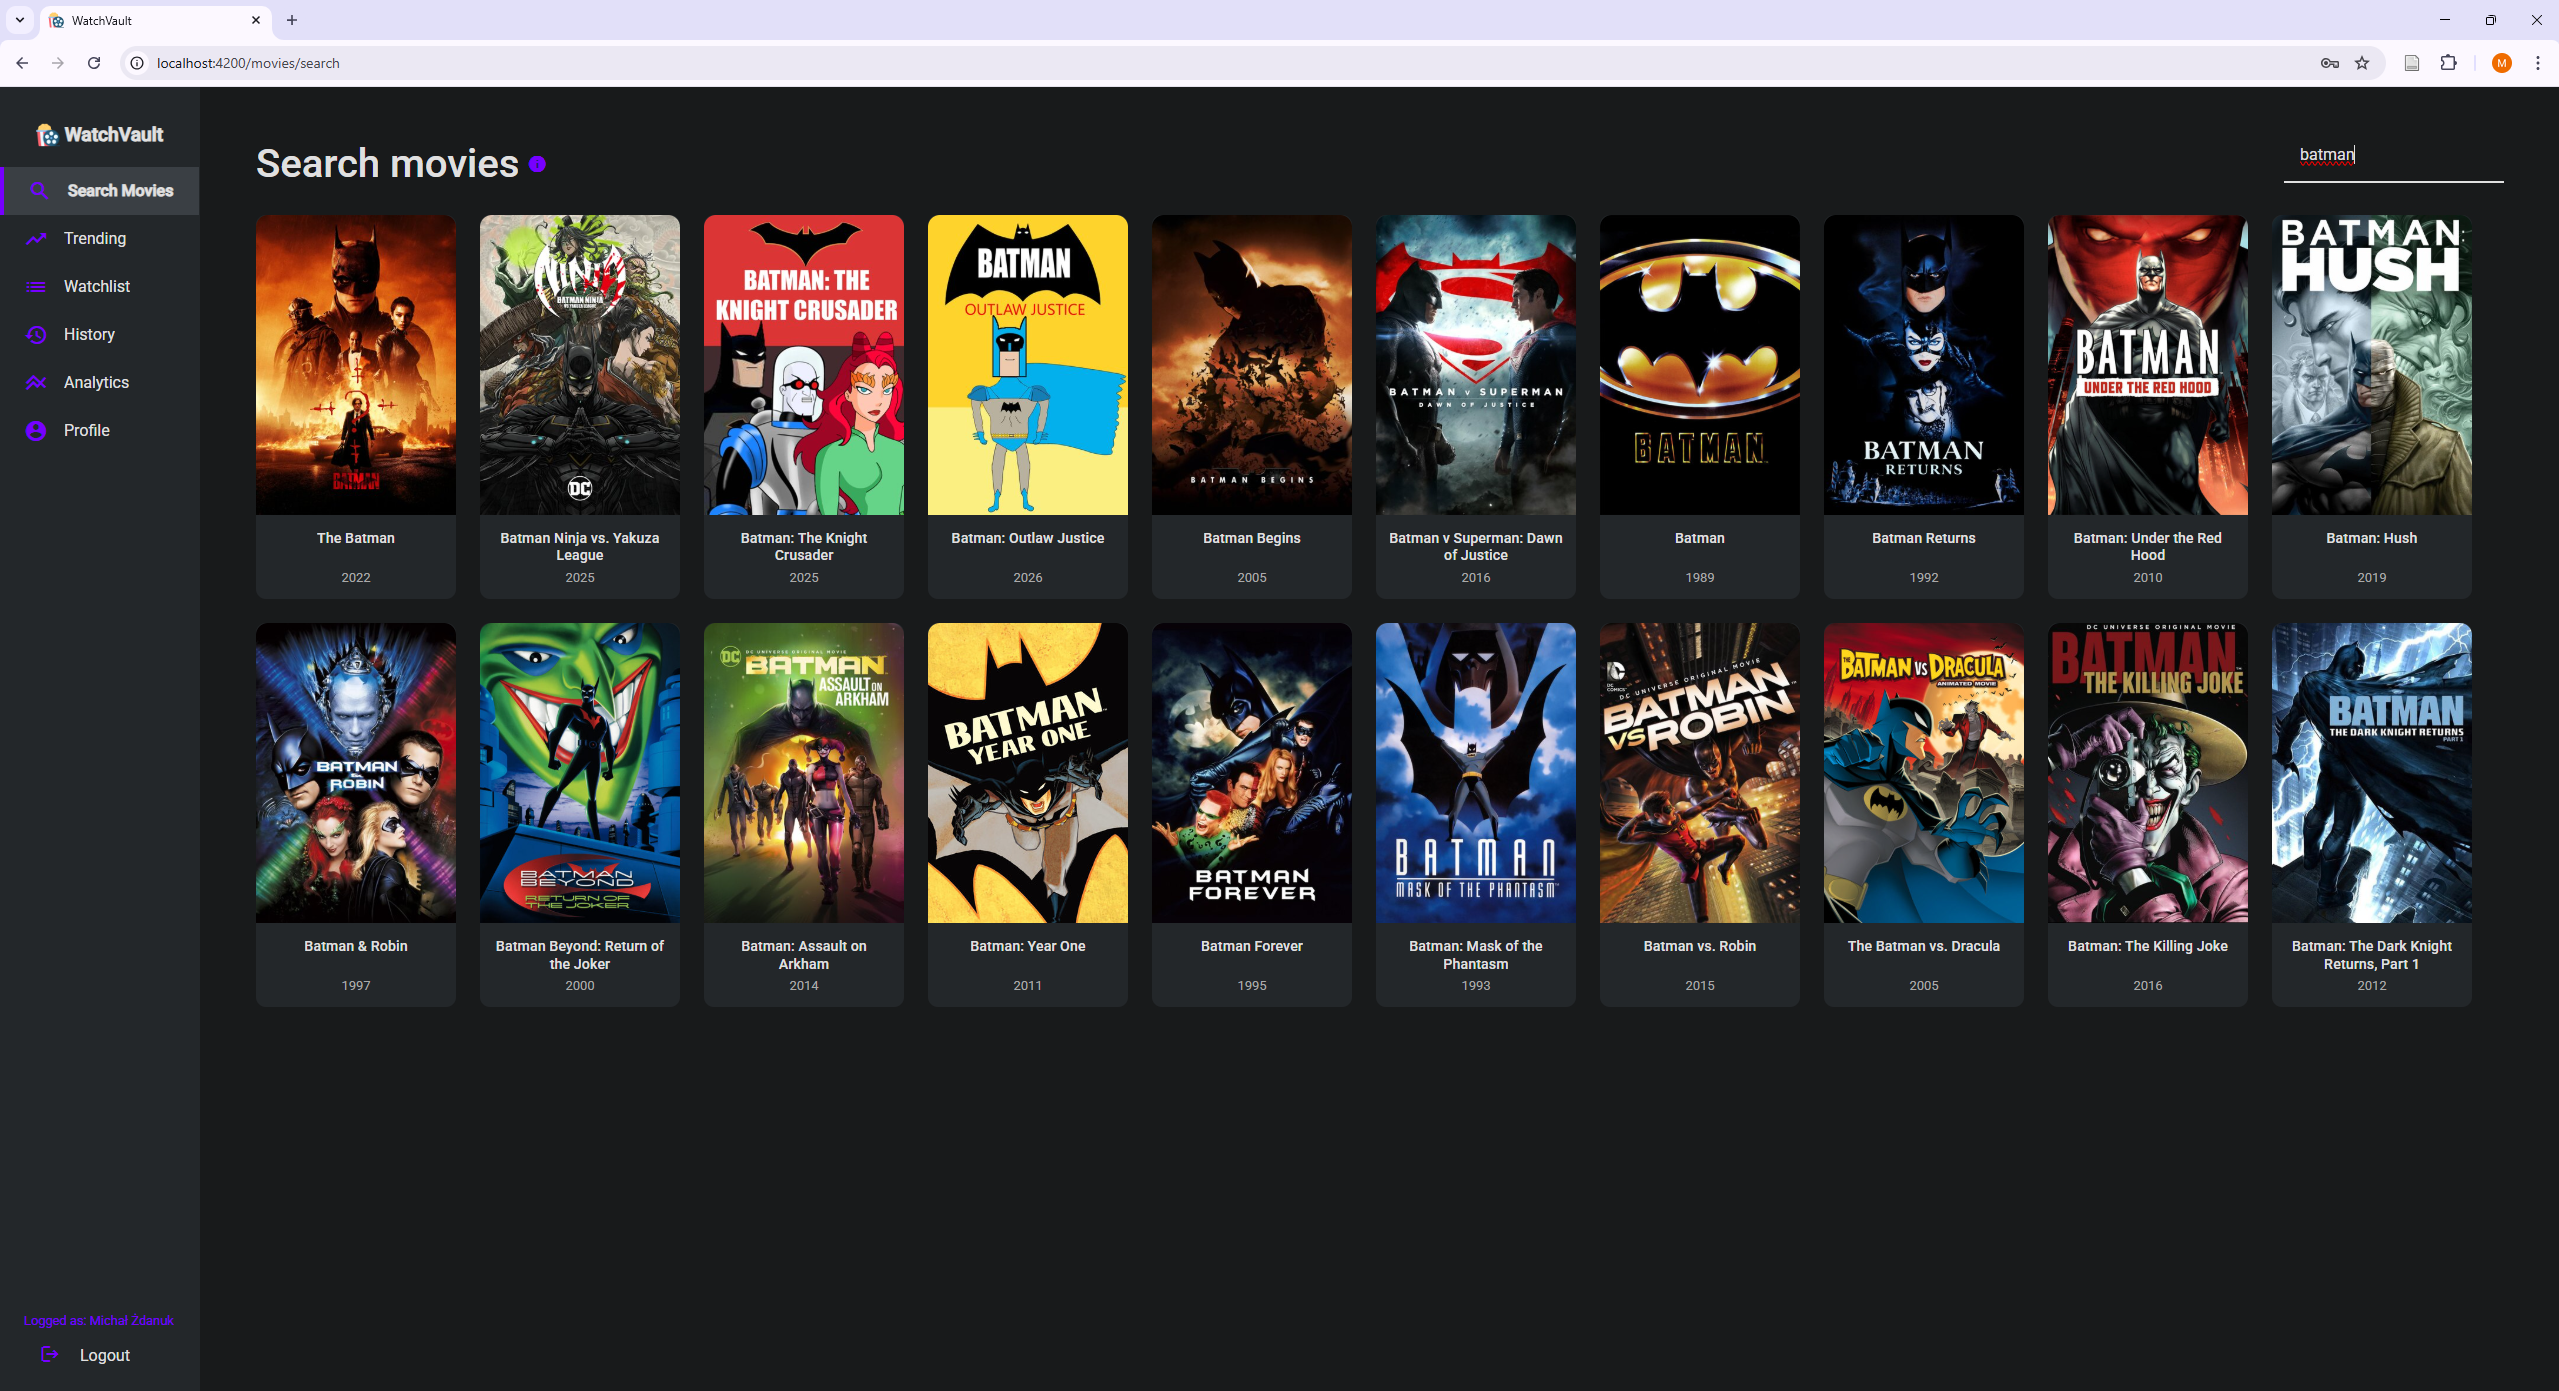 WatchVault
localhost:4200/movies/search
M
WatchVault
Search Movies
Trending
Watchlist
History
Analytics
Profile
Logged as: Michał Żdanuk
Logout
Search movies
batman
BATMAN
The Batman
2022
NINJA
BATMAN NINJA
VS YAKUZA LEAGUE
DC
Batman Ninja vs. Yakuza
League
2025
BATMAN: THE
KNIGHT CRUSADER
Batman: The Knight
Crusader
2025
BATMAN
OUTLAW JUSTICE
Batman: Outlaw Justice
2026
BATMAN BEGINS
Batman Begins
2005
BATMAN v SUPERMAN
DAWN OF JUSTICE
Batman v Superman: Dawn
of Justice
2016
BATMAN
Batman
1989
BATMAN
RETURNS
Batman Returns
1992
BATMAN
UNDER THE RED HOOD
Batman: Under the Red
Hood
2010
BATMAN
HUSH
Batman: Hush
2019
BATMAN
&
ROBIN
Batman & Robin
1997
BATMAN
BEYOND
RETURN OF
THE JOKER
Batman Beyond: Return of
the Joker
2000
DC
DC UNIVERSE ORIGINAL MOVIE
BATMAN
ASSAULT ON
ARKHAM
Batman: Assault on
Arkham
2014
BATMAN
YEAR ONE
Batman: Year One
2011
BATMAN
FOREVER
Batman Forever
1995
BATMAN
MASK OF THE PHANTASM
Batman: Mask of the
Phantasm
1993
DC
COMICS
DC UNIVERSE ORIGINAL MOVIE
BATMAN
VS ROBIN
Batman vs. Robin
2015
THE BATMAN VS DRACULA
ANIMATED MOVIE
The Batman vs. Dracula
2005
DC UNIVERSE ORIGINAL MOVIE
BATMAN
THE KILLING JOKE
Batman: The Killing Joke
2016
BATMAN
THE DARK KNIGHT RETURNS
PART 1
Batman: The Dark Knight
Returns, Part 1
2012